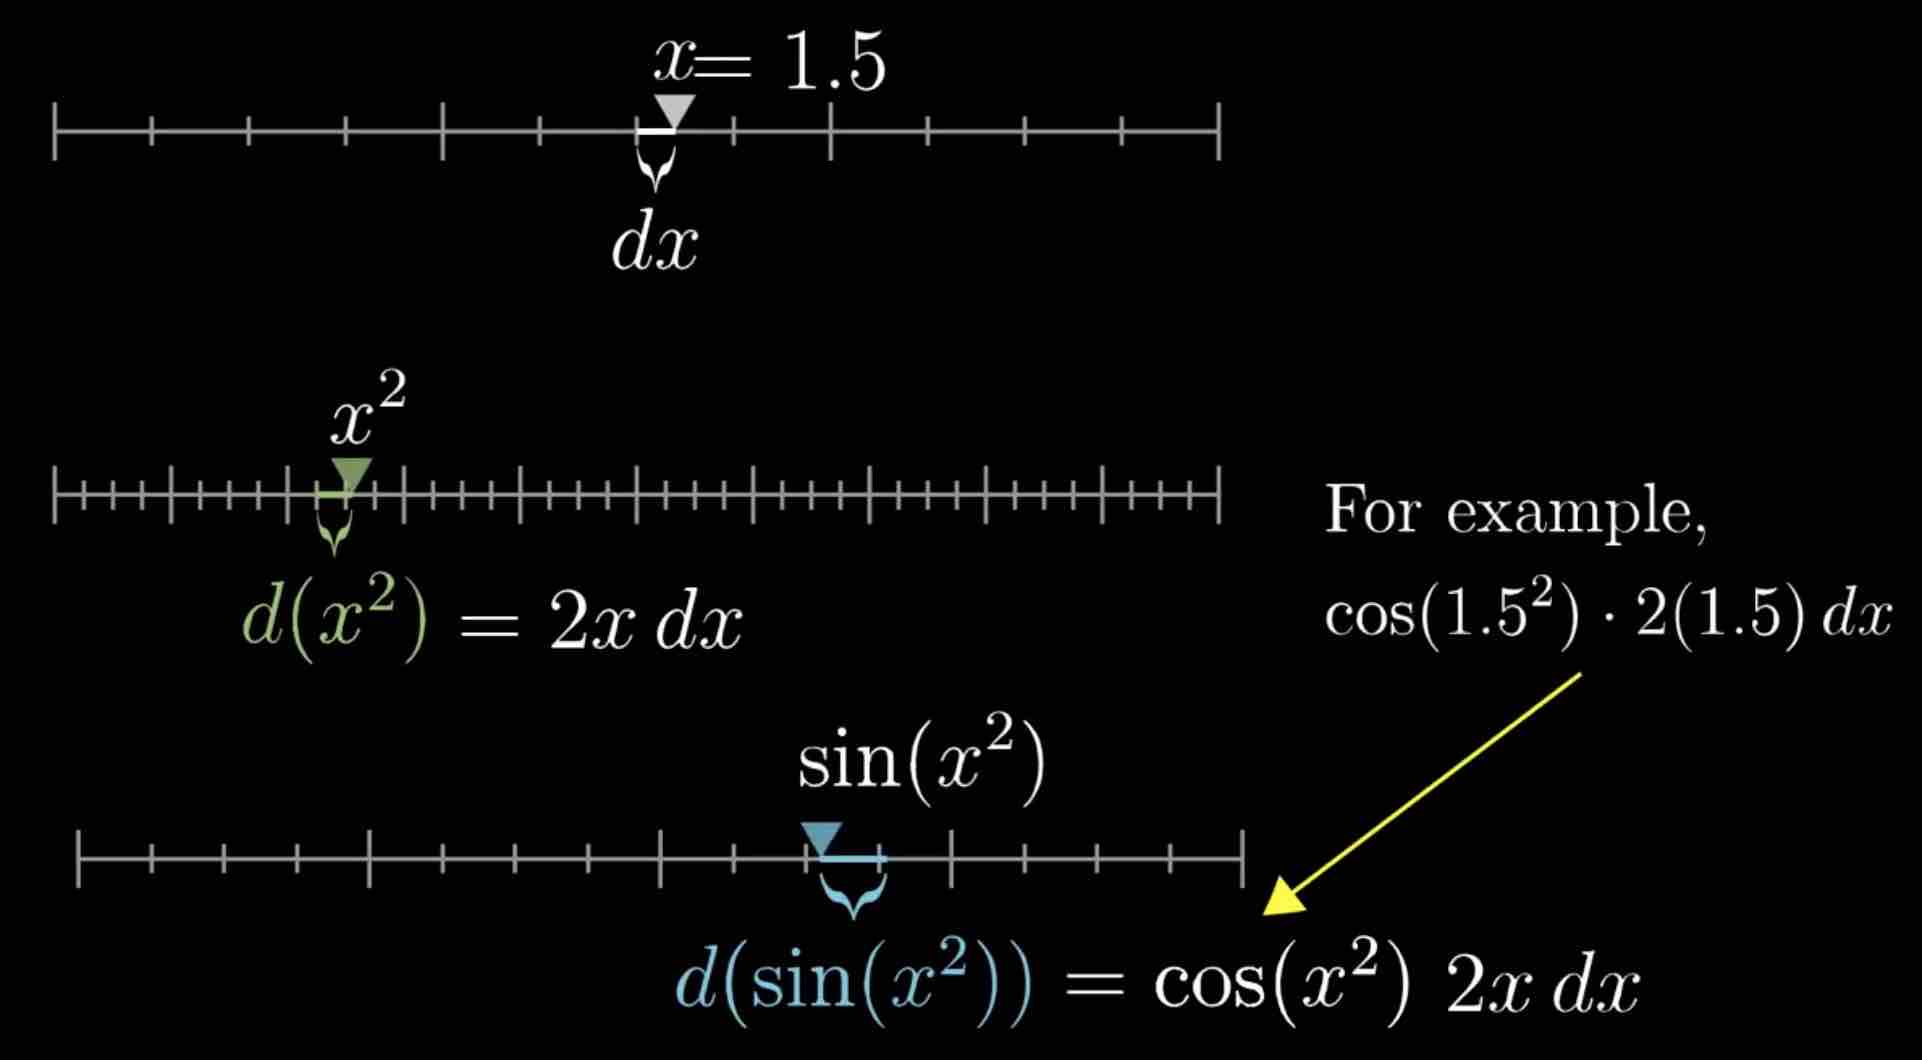 x= 1.5
dx
x²
d(x²) = 2x dx
For example,
cos(1.5²) · 2(1.5) dx
sin(x²)
d(sin(x²)) = cos(x²) 2x dx